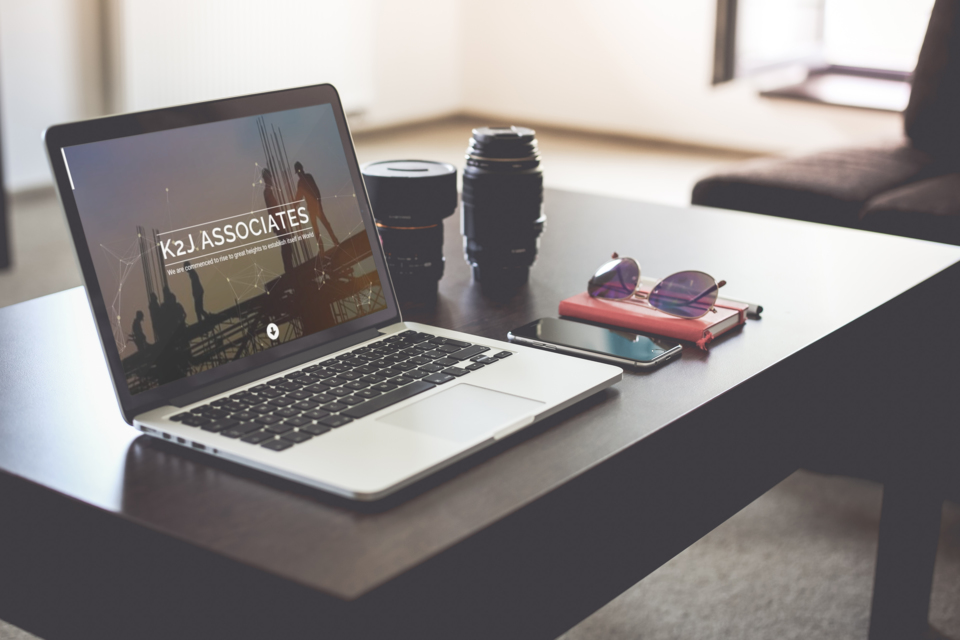 K2J ASSOCIATES
We are commenced to rise to great heights to establish itself in World